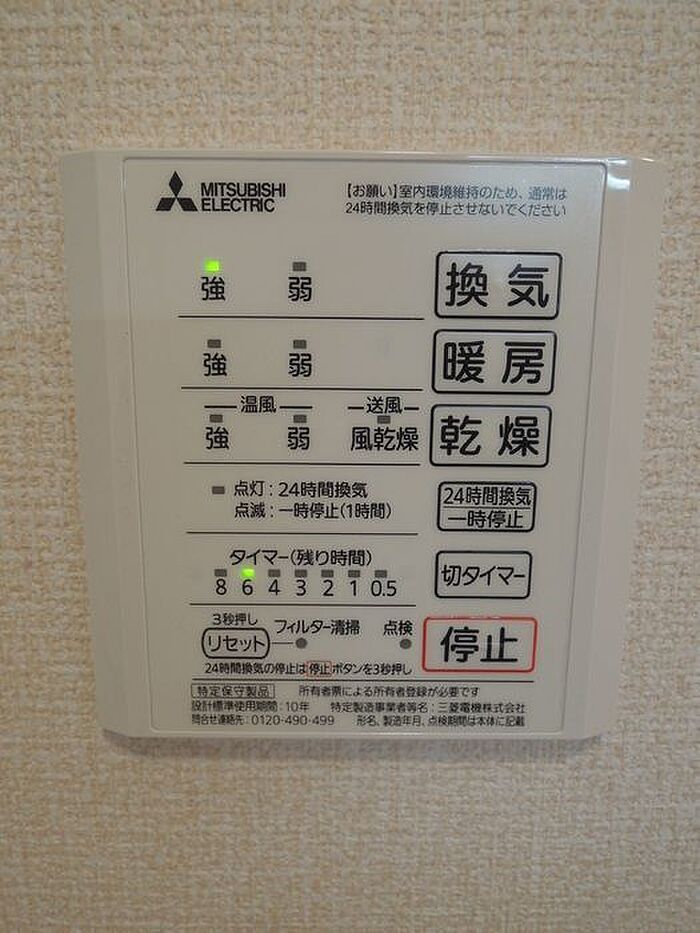 MITSUBISHI
ELECTRIC
【お願い】室内環境維持のため、通常は
24時間換気を停止させないでください
強 弱 換気
強 弱 暖房
温風 送風
強 弱 風乾燥 乾燥
点灯:24時間換気
点滅:一時停止(1時間)
24時間換気
一時停止
タイマー(残り時間)
8 6 4 3 2 1 0.5
切タイマー
3秒押し
リセット フィルター清掃 点検
停止
24時間換気の停止は停止ボタンを3秒押し
特定保守製品 所有者票による所有者登録が必要です
設計標準使用期間:10年 特定製造事業者等名:三菱電機株式会社
問合せ連絡先:0120-490-499 形名、製造年月、点検期間は本体に記載